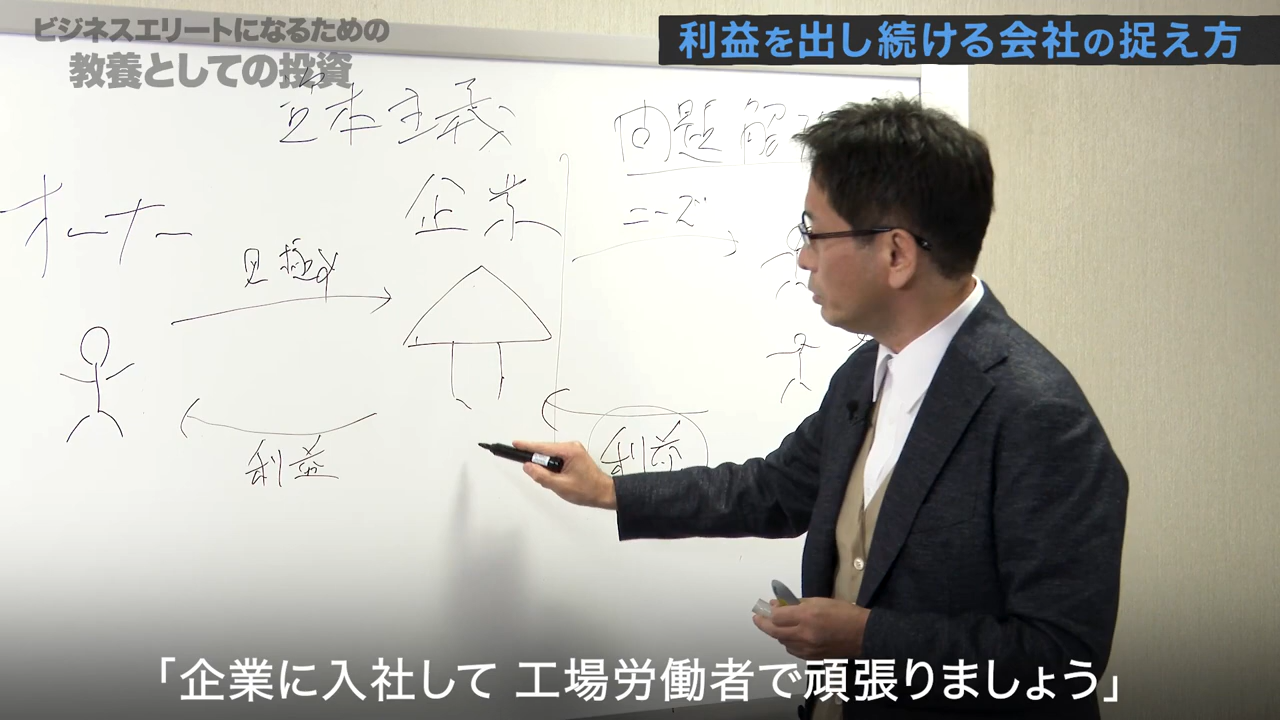 ビジネスエリートになるための
教養としての投資
利益を出し続ける会社の捉え方
資本主義
問題解
オーナー
企業
ニーズ
見極め
利益
利益
「企業に入社して 工場労働者で頑張りましょう」